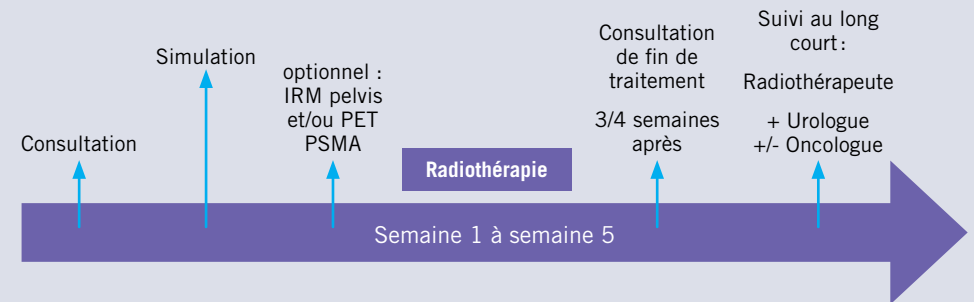 Consultation
Simulation
optionnel :
IRM pelvis
et/ou PET
PSMA
Radiothérapie
Semaine 1 à semaine 5
Consultation
de fin de
traitement
3/4 semaines
après
Suivi au long
court :
Radiothérapeute
+ Urologue
+/- Oncologue